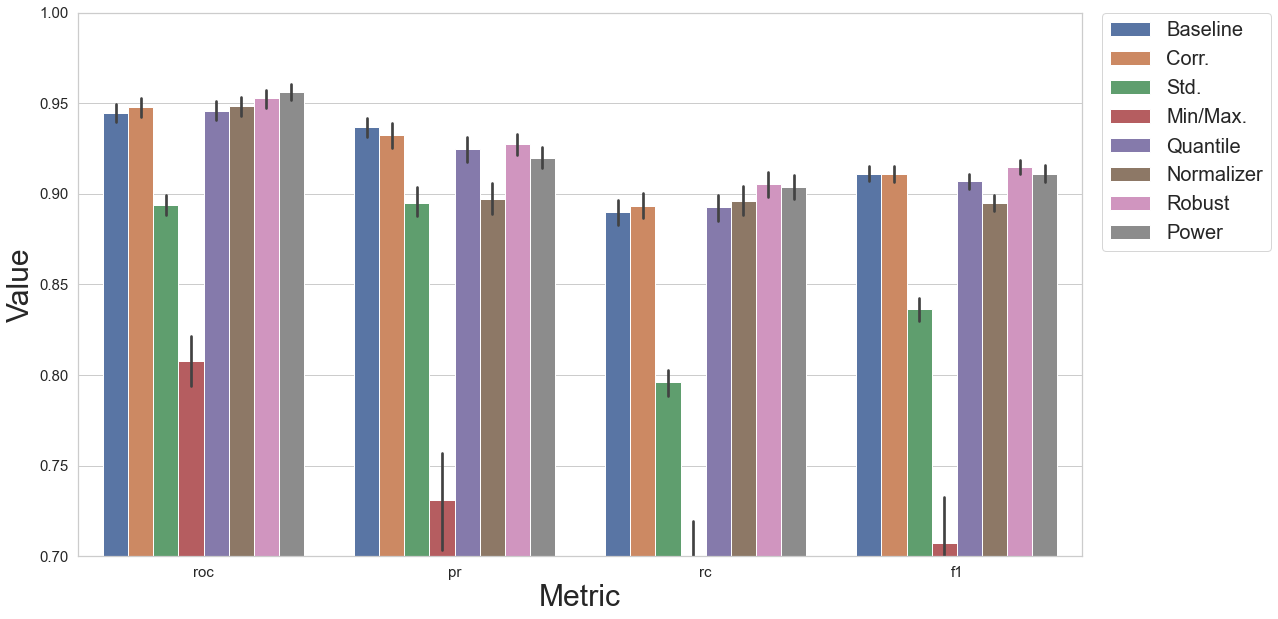 1.00
0.95
0.90
0.85
0.80
0.75
0.70
Value
roc
pr
rc
f1
Metric
Baseline
Corr.
Std.
Min/Max.
Quantile
Normalizer
Robust
Power